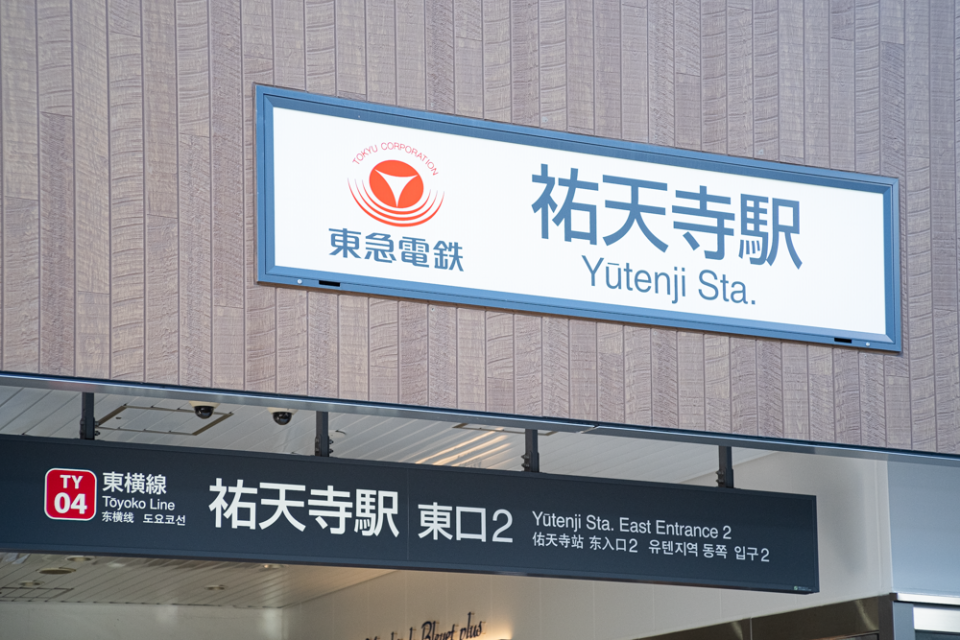 TOKYU CORPORATION
東急電鉄
祐天寺駅
Yūtenji Sta.
TY
04
東横線
Tōyoko Line
东横线 도요코선
祐天寺駅
東口2
Yūtenji Sta. East Entrance 2
佑天寺站 东入口2 유텐지역 동쪽 입구2
Bleuet plus